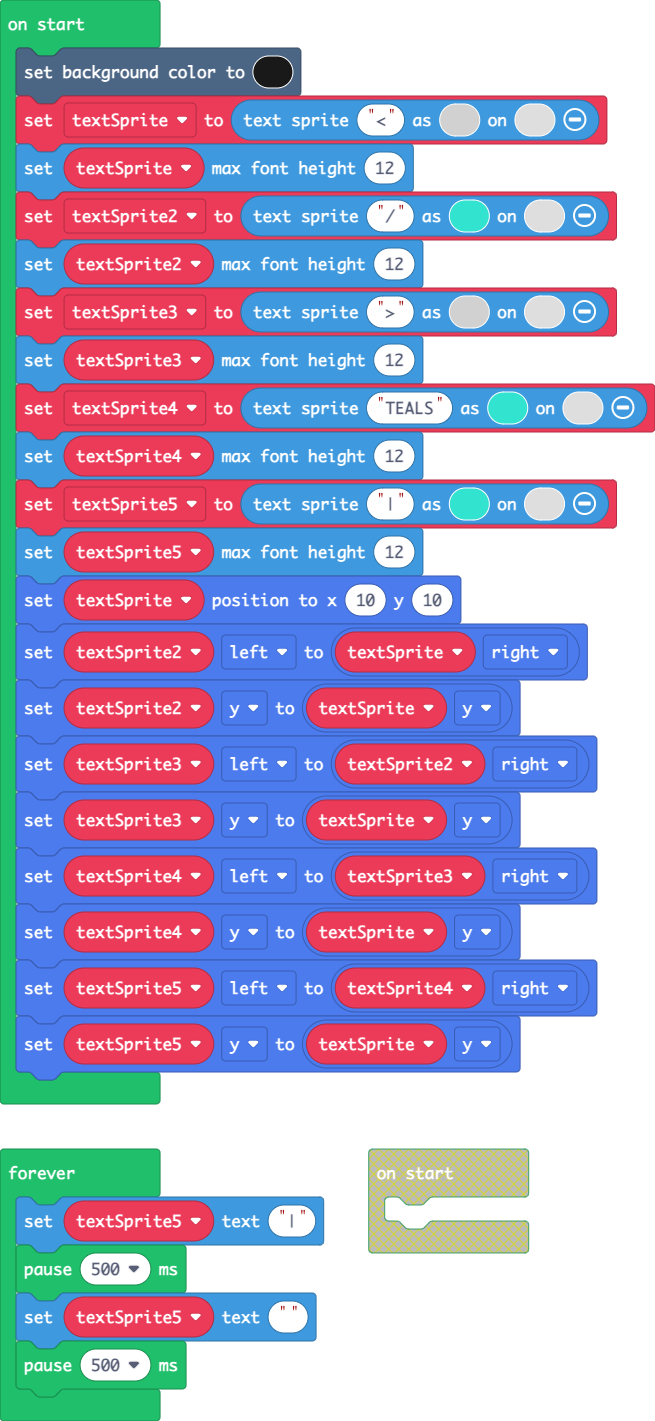 on start
set background color to
set textSprite to text sprite "<" as on
set textSprite max font height 12
set textSprite2 to text sprite "/" as on
set textSprite2 max font height 12
set textSprite3 to text sprite ">" as on
set textSprite3 max font height 12
set textSprite4 to text sprite "TEALS" as on
set textSprite4 max font height 12
set textSprite5 to text sprite "|" as on
set textSprite5 max font height 12
set textSprite position to x 10 y 10
set textSprite2 left to textSprite right
set textSprite2 y to textSprite y
set textSprite3 left to textSprite2 right
set textSprite3 y to textSprite y
set textSprite4 left to textSprite3 right
set textSprite4 y to textSprite y
set textSprite5 left to textSprite4 right
set textSprite5 y to textSprite y
forever
set textSprite5 text "|"
pause 500 ms
set textSprite5 text " "
pause 500 ms
on start